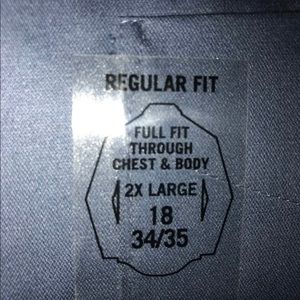 REGULAR FIT
FULL FIT
THROUGH
CHEST & BODY
2X LARGE
18
34/35